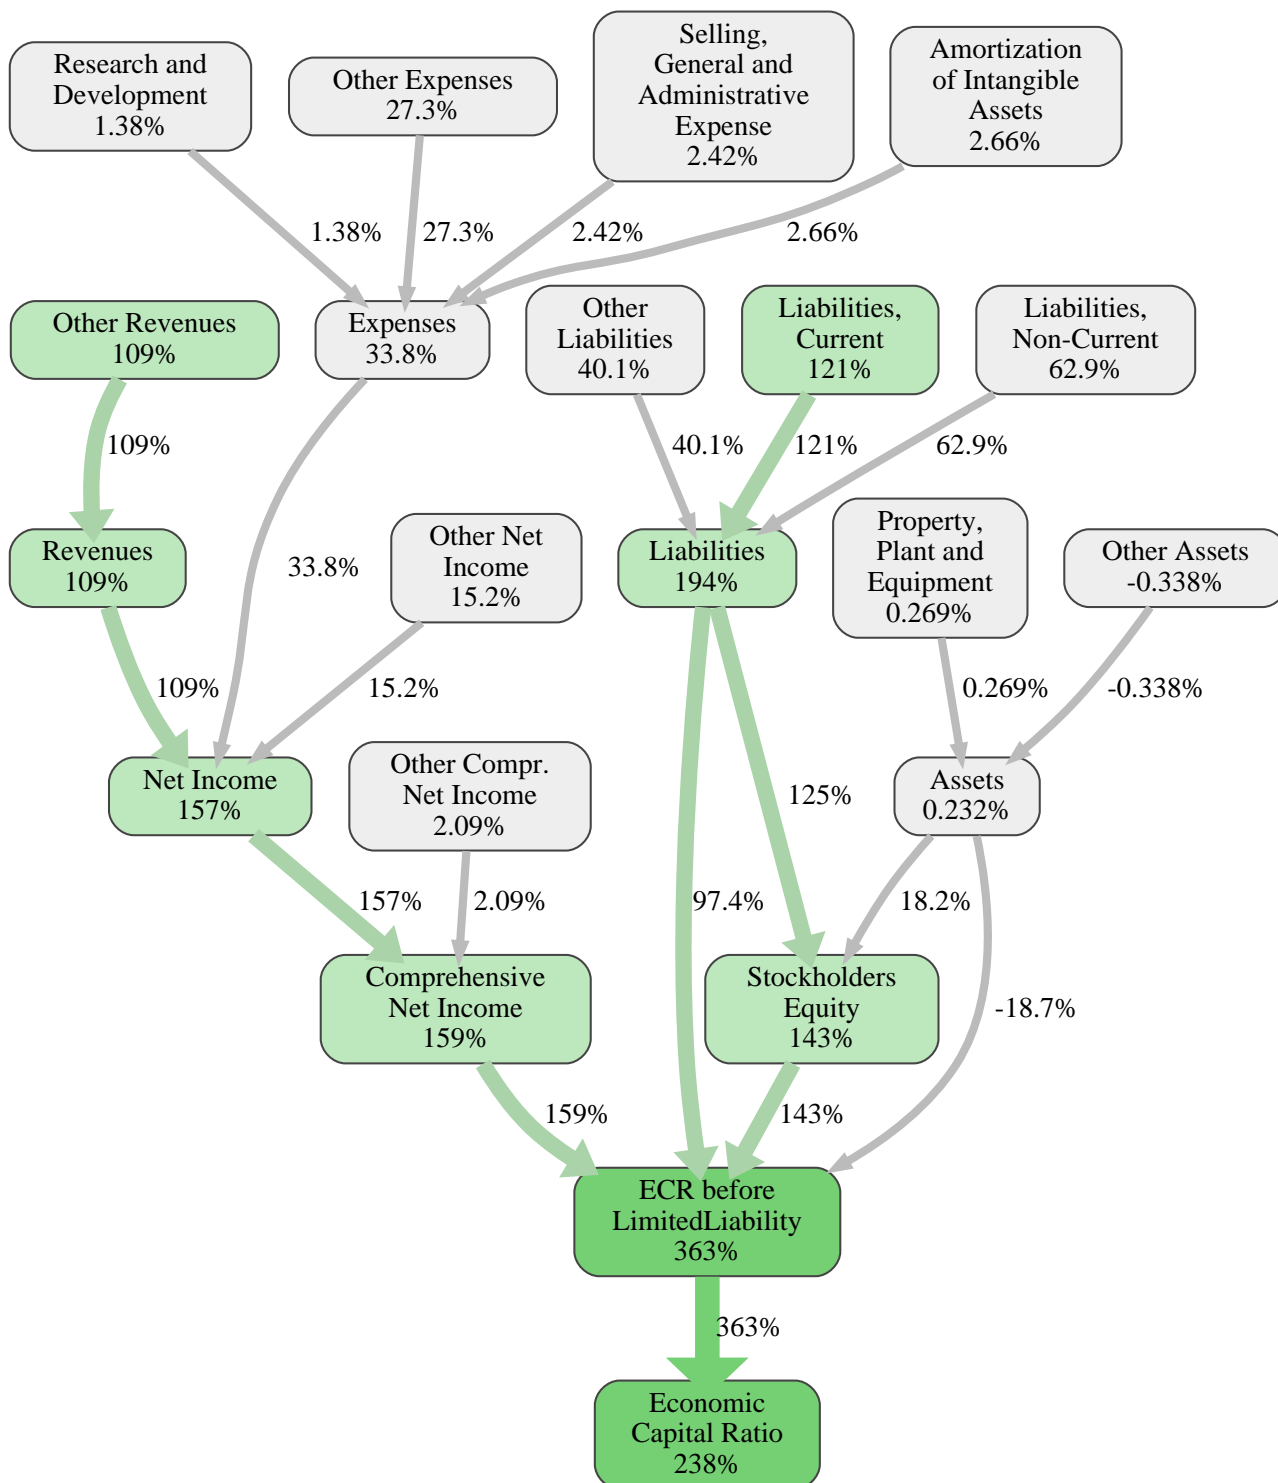 Research and
Development
1.38%
Other Expenses
27.3%
Selling,
General and
Administrative
Expense
2.42%
Amortization
of Intangible
Assets
2.66%
1.38%
27.3%
2.42%
2.66%
Other Revenues
109%
Expenses
33.8%
Other
Liabilities
40.1%
Liabilities,
Current
121%
Liabilities,
Non-Current
62.9%
109%
40.1%
121%
62.9%
Revenues
109%
33.8%
Other Net
Income
15.2%
Liabilities
194%
Property,
Plant and
Equipment
0.269%
Other Assets
-0.338%
109%
15.2%
0.269%
-0.338%
Net Income
157%
Other Compr.
Net Income
2.09%
125%
Assets
0.232%
157%
2.09%
97.4%
18.2%
-18.7%
Comprehensive
Net Income
159%
Stockholders
Equity
143%
159%
143%
ECR before
LimitedLiability
363%
363%
Economic
Capital Ratio
238%